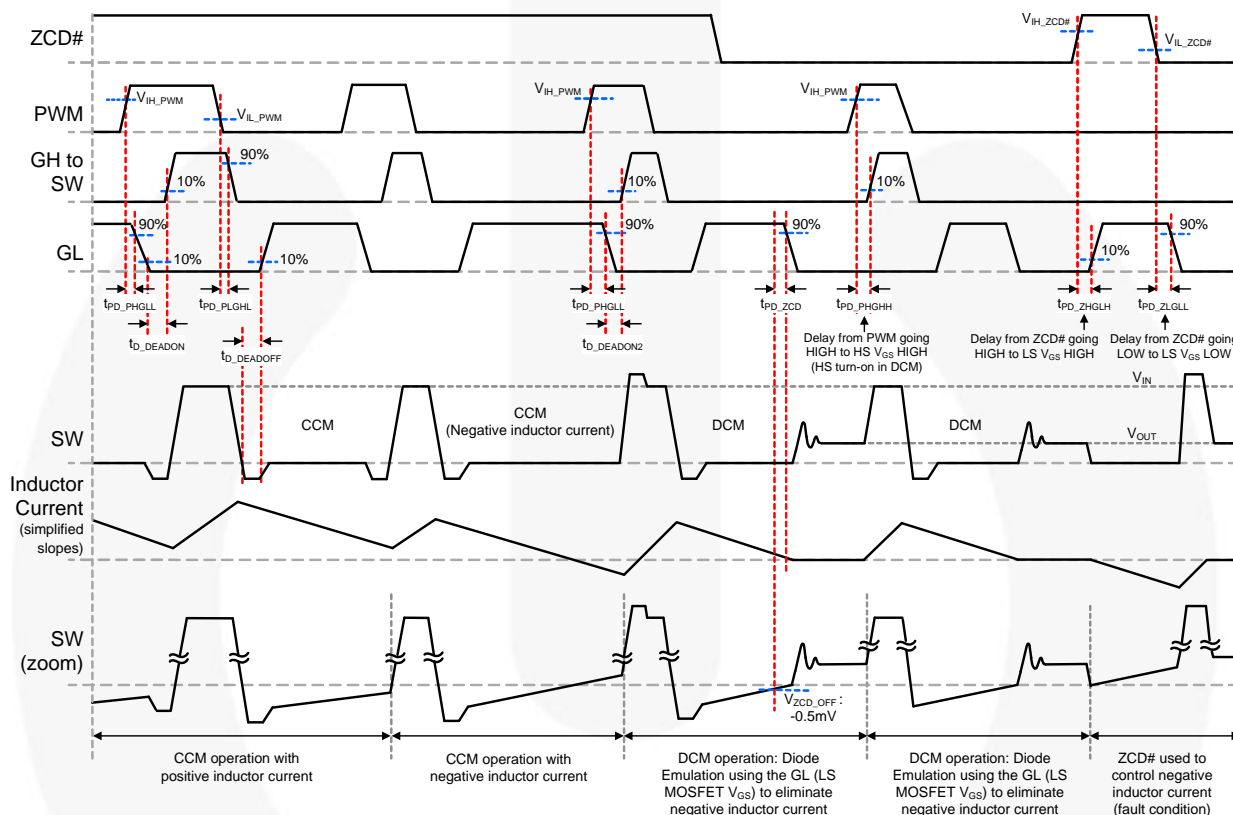 ZCD#
V_IH_ZCD#
V_IL_ZCD#
PWM
V_IH_PWM
V_IL_PWM
V_IH_PWM
V_IH_PWM
GH to
SW
90%
10%
10%
10%
GL
90%
10%
10%
90%
90%
10%
90%
t_PD_PHGLL
t_PD_PLGHL
t_PD_PHGLL
t_PD_ZCD
t_PD_PHGHH
t_PD_ZHGLH
t_PD_ZLGLL
t_D_DEADON
t_D_DEADOFF
t_D_DEADON2
Delay from PWM going
HIGH to HS V_GS HIGH
(HS turn-on in DCM)
Delay from ZCD# going
HIGH to LS V_GS HIGH
Delay from ZCD# going
LOW to LS V_GS LOW
V_IN
SW
CCM
CCM
(Negative inductor current)
DCM
DCM
V_OUT
Inductor
Current
(simplified
slopes)
SW
(zoom)
V_ZCD_OFF :
-0.5mV
CCM operation with
positive inductor current
CCM operation with
negative inductor current
DCM operation: Diode
Emulation using the GL (LS
MOSFET V_GS) to eliminate
negative inductor current
DCM operation: Diode
Emulation using the GL (LS
MOSFET V_GS) to eliminate
negative inductor current
ZCD# used to
control negative
inductor current
(fault condition)